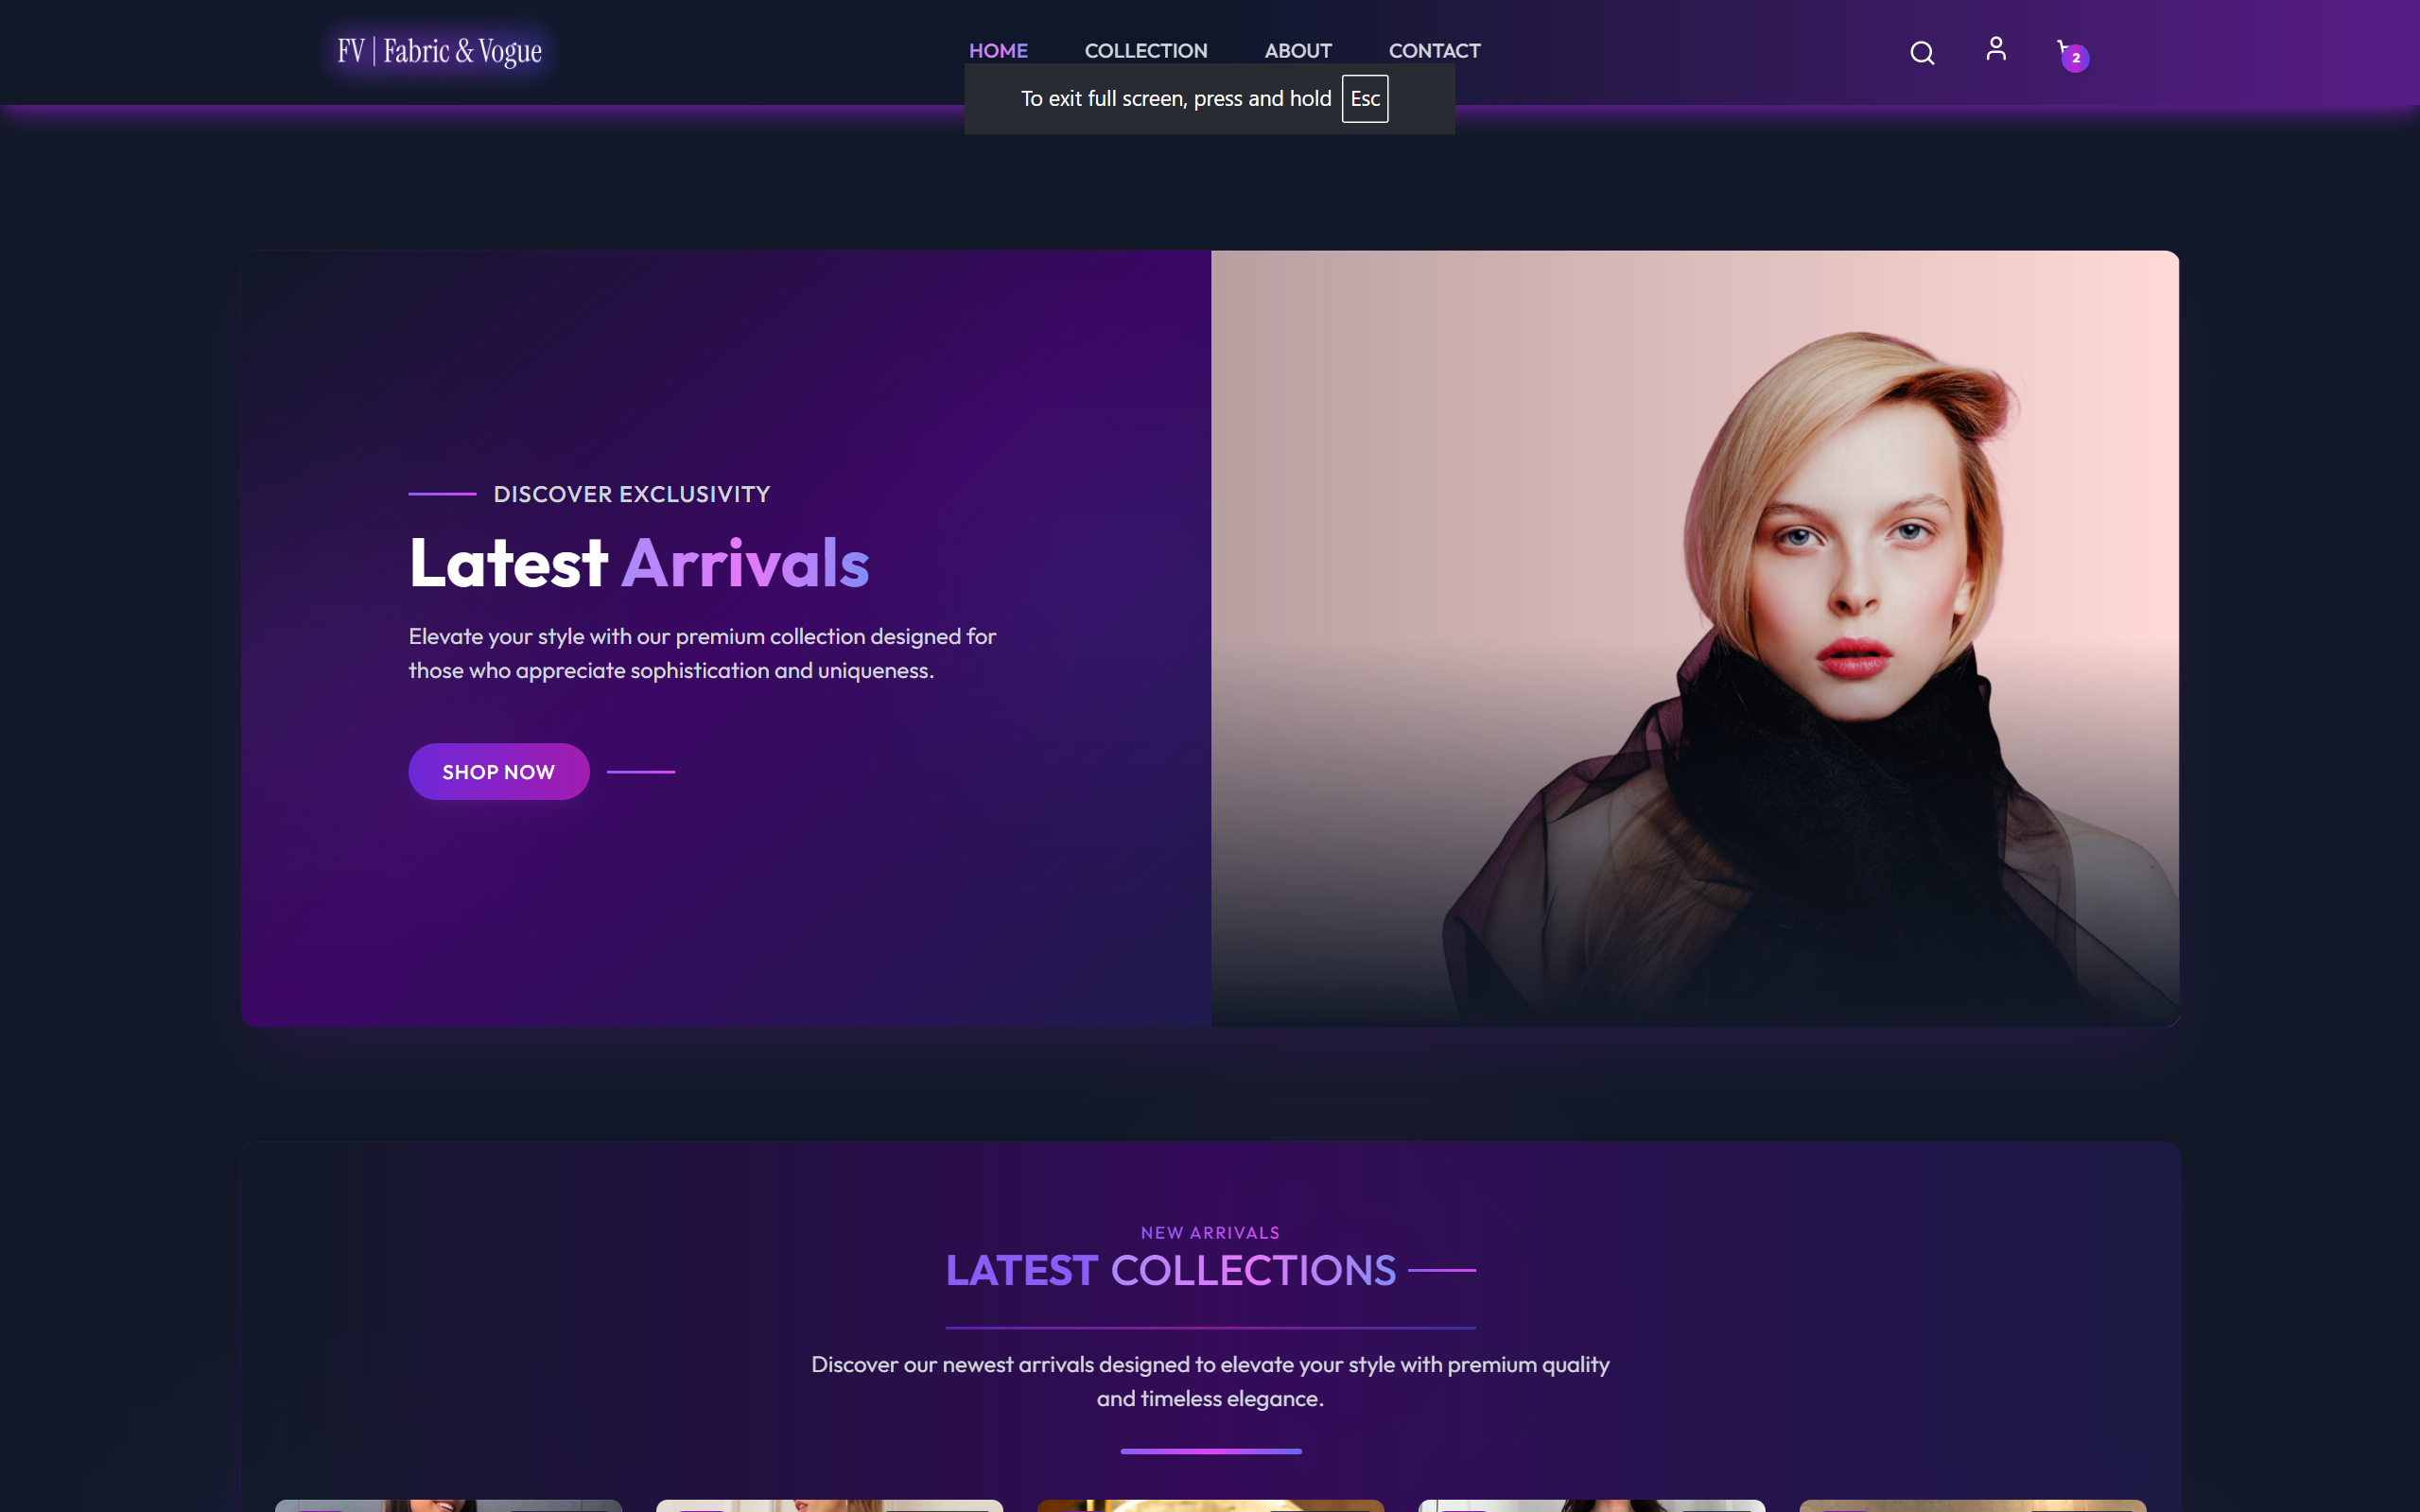 FV | Fabric & Vogue
HOME COLLECTION ABOUT CONTACT
2
To exit full screen, press and hold Esc
DISCOVER EXCLUSIVITY
Latest Arrivals
Elevate your style with our premium collection designed for
those who appreciate sophistication and uniqueness.
SHOP NOW
NEW ARRIVALS
LATEST COLLECTIONS
Discover our newest arrivals designed to elevate your style with premium quality
and timeless elegance.